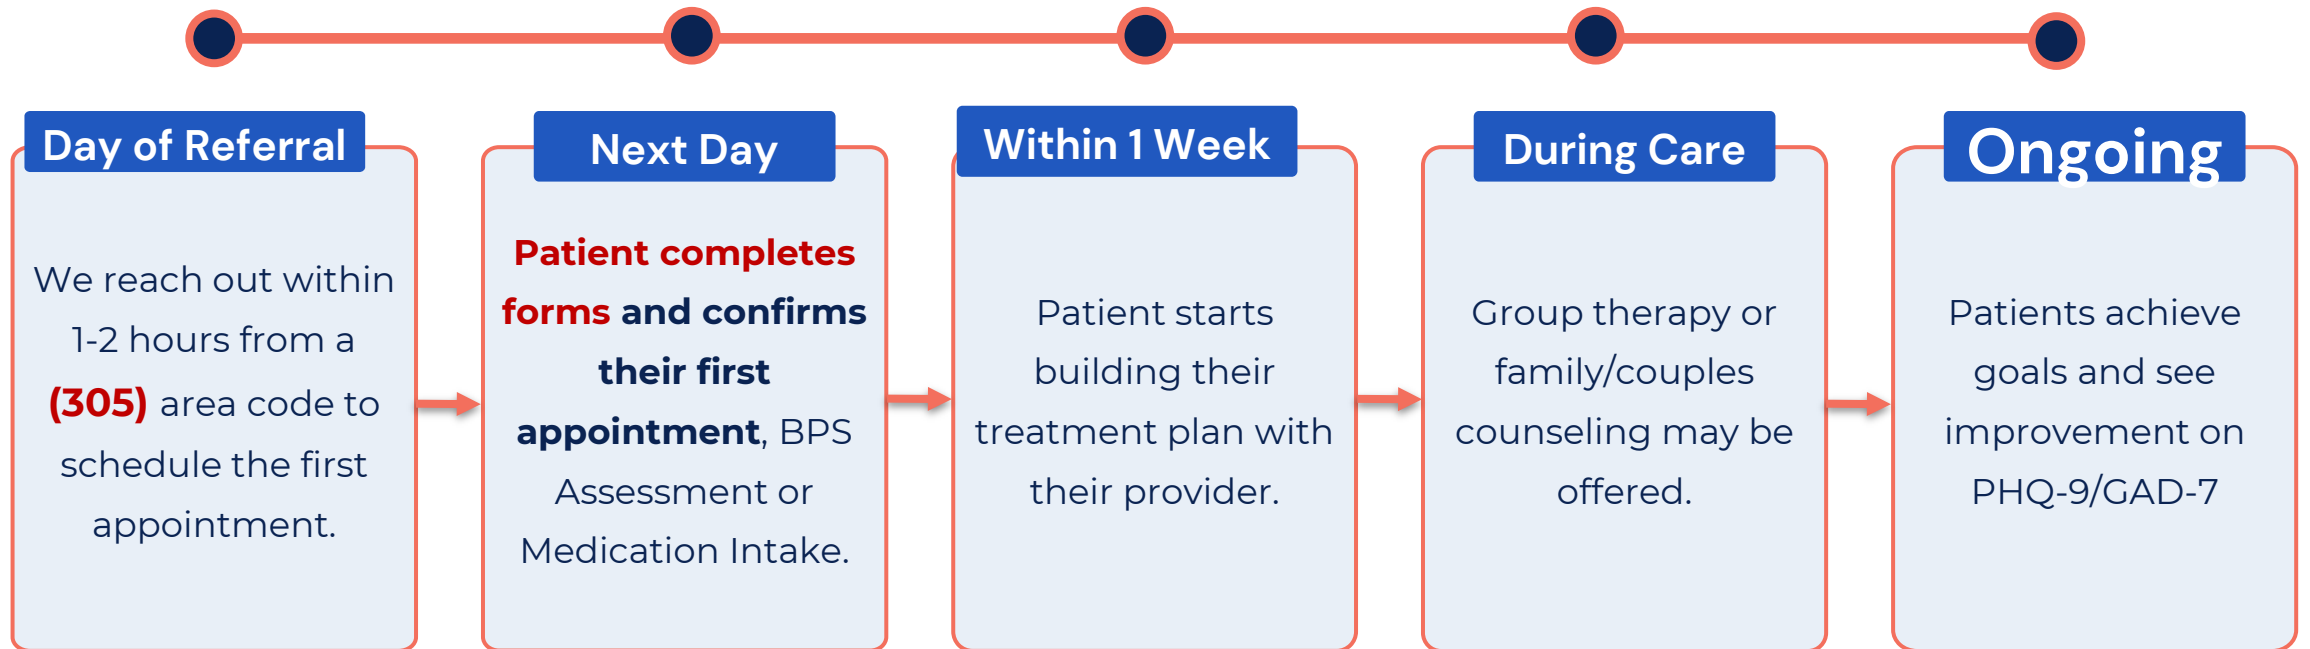 Day of Referral
We reach out within
1-2 hours from a
(305) area code to
schedule the first
appointment.
Next Day
Patient completes
forms and confirms
their first
appointment, BPS
Assessment or
Medication Intake.
Within 1 Week
Patient starts
building their
treatment plan with
their provider.
During Care
Group therapy or
family/couples
counseling may be
offered.
Ongoing
Patients achieve
goals and see
improvement on
PHQ-9/GAD-7